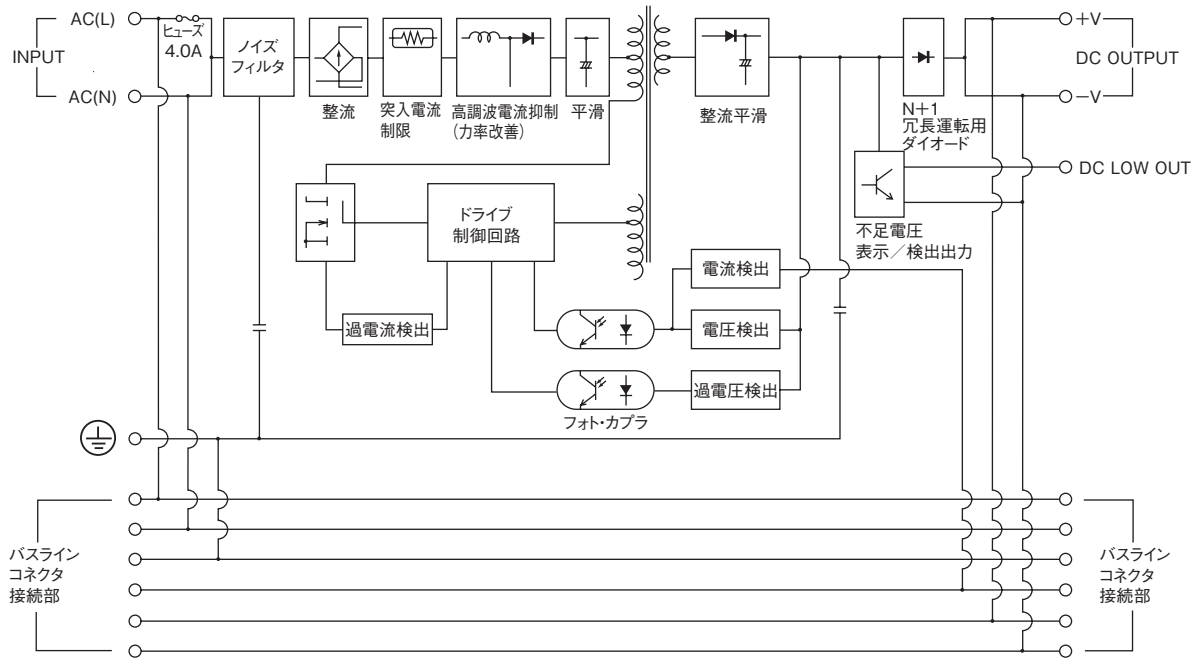 AC(L)
INPUT
AC(N)
ヒューズ
4.0A
ノイズ
フィルタ
整流
突入電流
制限
高調波電流抑制
(力率改善)
平滑
整流平滑
N+1
冗長運転用
ダイオード
+V
DC OUTPUT
−V
DC LOW OUT
不足電圧
表示／検出出力
ドライブ
制御回路
過電流検出
電流検出
電圧検出
過電圧検出
フォト・カプラ
バスライン
コネクタ
接続部
バスライン
コネクタ
接続部